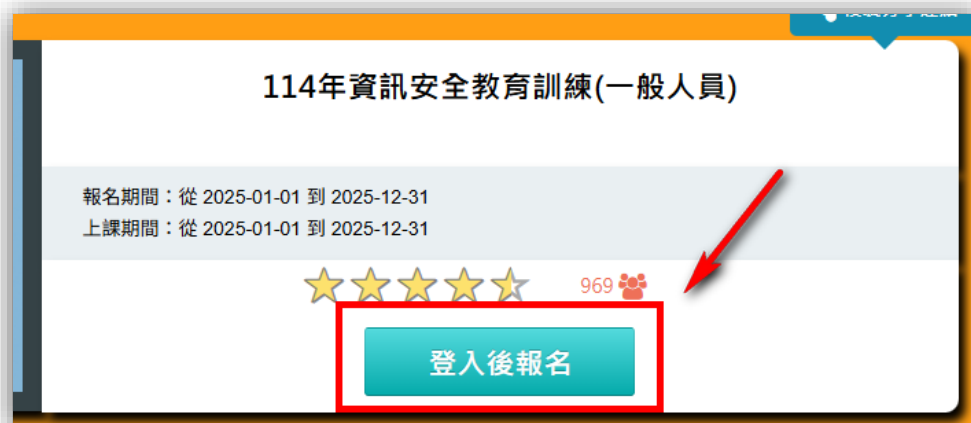 114年資訊安全教育訓練(一般人員)
報名期間：從 2025-01-01 到 2025-12-31
上課期間：從 2025-01-01 到 2025-12-31
969
登入後報名